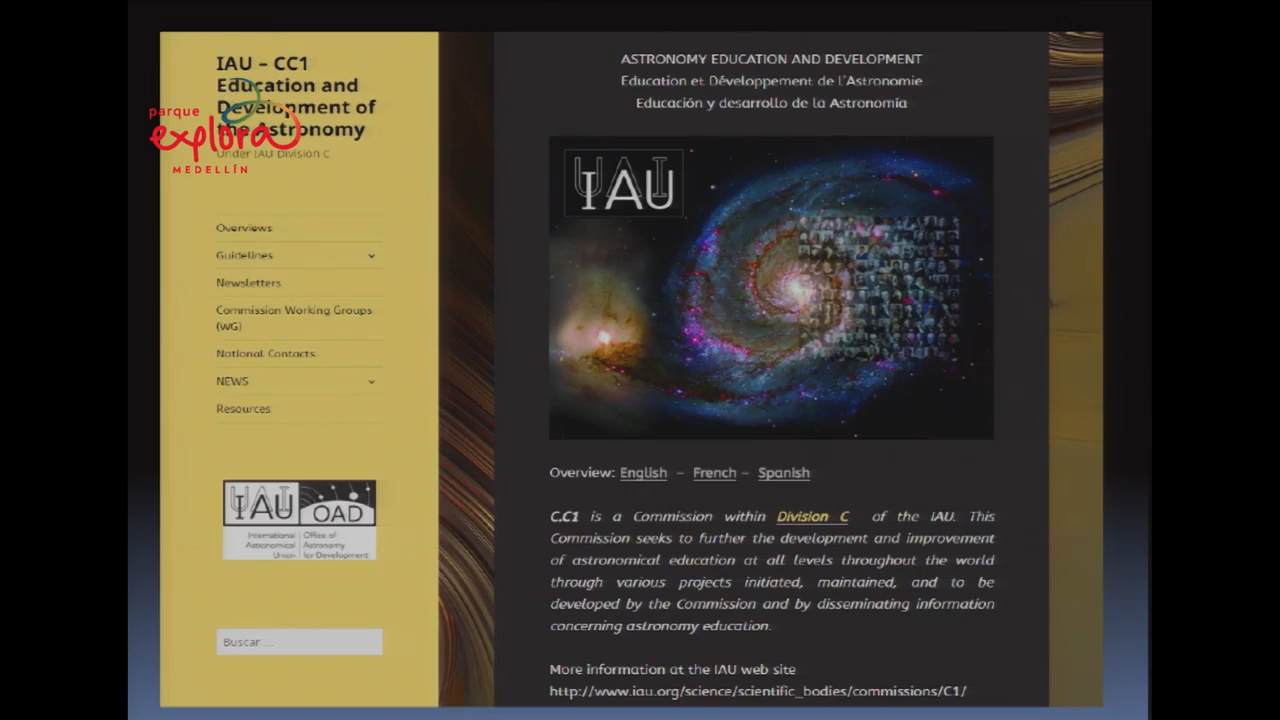 IAU – CC1
Education and
Development of
the Astronomy
Under IAU Division C
parque
explora
MEDELLÍN
Overviews
Guidelines
Newsletters
Commission Working Groups
(WG)
National Contacts
NEWS
Resources
IAU
OAD
International
Astronomical
Union
Office of
Astronomy
for Development
Buscar ...
ASTRONOMY EDUCATION AND DEVELOPMENT
Education et Développement de l'Astronomie
Educación y desarrollo de la Astronomía
IAU
Overview: English – French – Spanish
C.C1 is a Commission within Division C of the IAU. This
Commission seeks to further the development and improvement
of astronomical education at all levels throughout the world
through various projects initiated, maintained, and to be
developed by the Commission and by disseminating information
concerning astronomy education.
More information at the IAU web site
http://www.iau.org/science/scientific_bodies/commissions/C1/